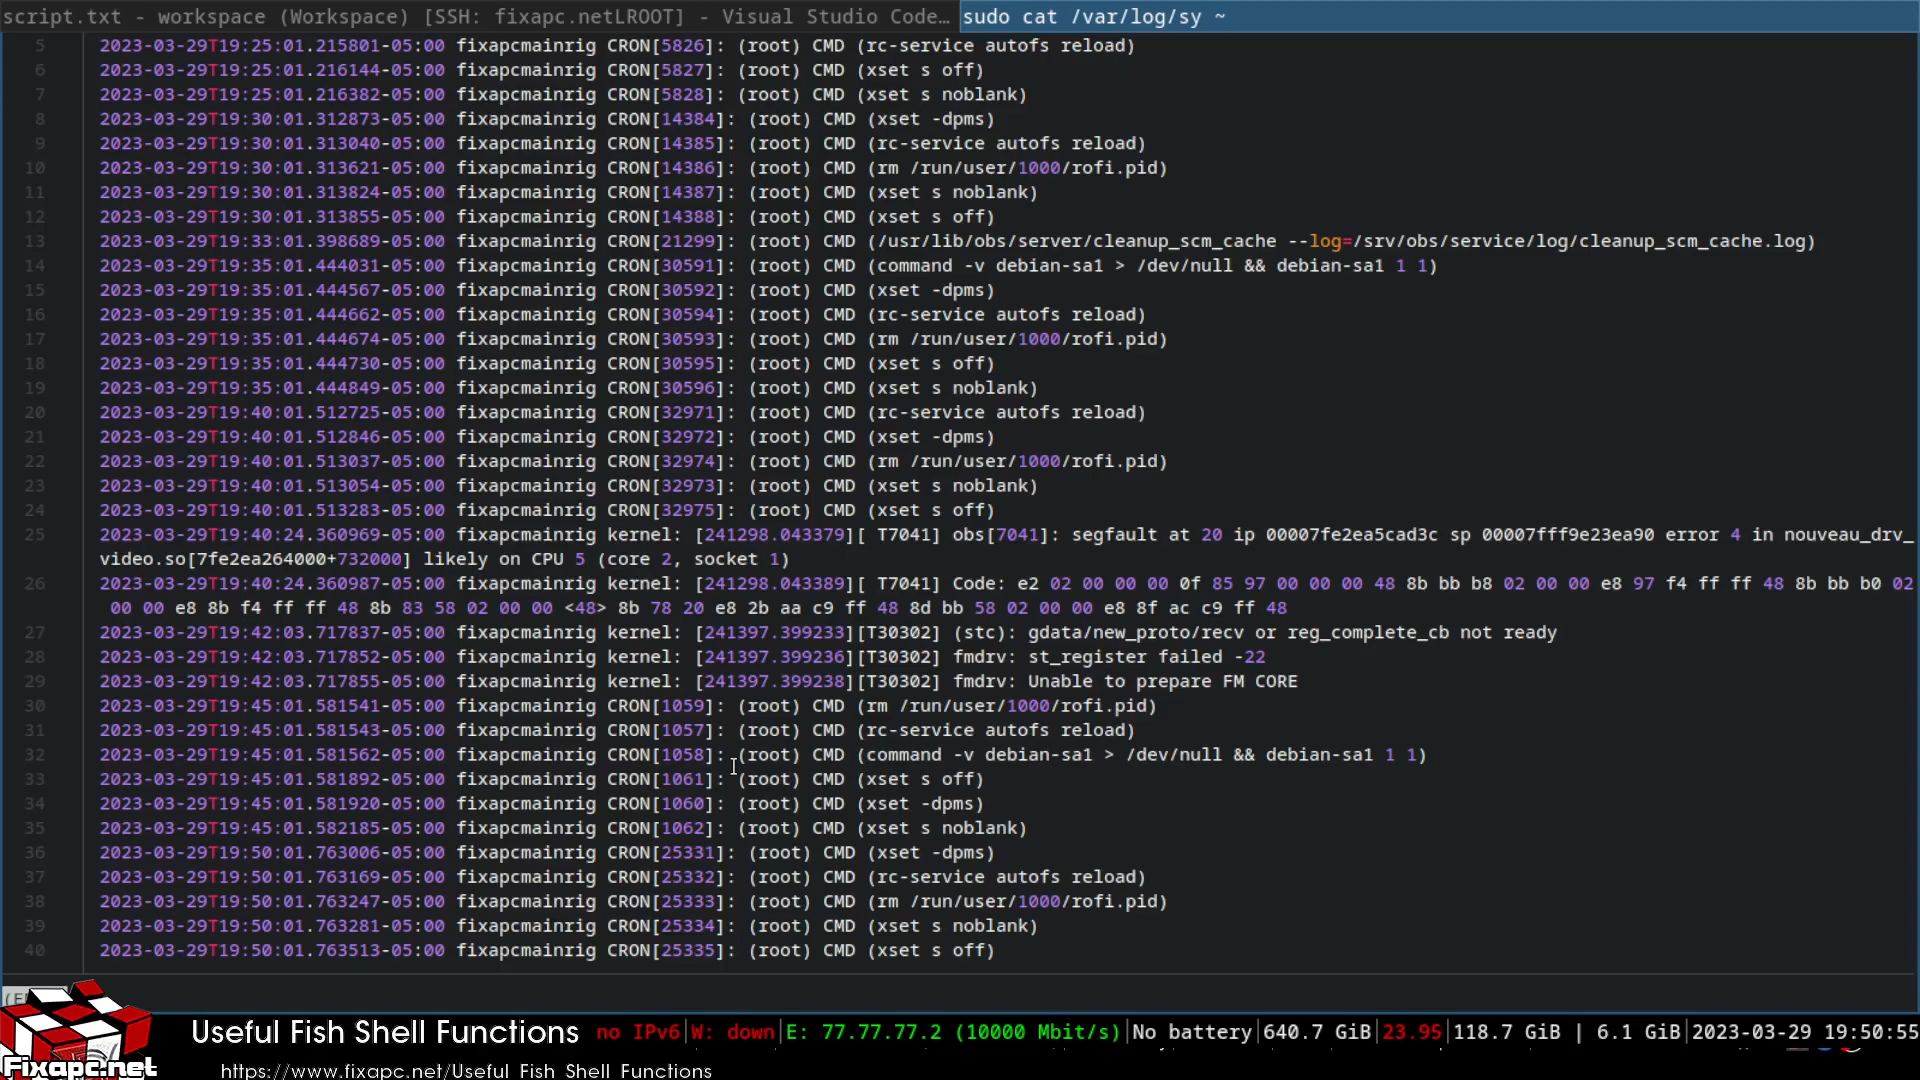 script.txt - workspace (Workspace) [SSH: fixapc.netLROOT] - Visual Studio Code… sudo cat /var/log/sy ~
5 2023-03-29T19:25:01.215801-05:00 fixapcmainrig CRON[5826]: (root) CMD (rc-service autofs reload)
6 2023-03-29T19:25:01.216144-05:00 fixapcmainrig CRON[5827]: (root) CMD (xset s off)
7 2023-03-29T19:25:01.216382-05:00 fixapcmainrig CRON[5828]: (root) CMD (xset s noblank)
8 2023-03-29T19:30:01.312873-05:00 fixapcmainrig CRON[14384]: (root) CMD (xset -dpms)
9 2023-03-29T19:30:01.313040-05:00 fixapcmainrig CRON[14385]: (root) CMD (rc-service autofs reload)
10 2023-03-29T19:30:01.313621-05:00 fixapcmainrig CRON[14386]: (root) CMD (rm /run/user/1000/rofi.pid)
11 2023-03-29T19:30:01.313824-05:00 fixapcmainrig CRON[14387]: (root) CMD (xset s noblank)
12 2023-03-29T19:30:01.313855-05:00 fixapcmainrig CRON[14388]: (root) CMD (xset s off)
13 2023-03-29T19:33:01.398689-05:00 fixapcmainrig CRON[21299]: (root) CMD (/usr/lib/obs/server/cleanup_scm_cache --log=/srv/obs/service/log/cleanup_scm_cache.log)
14 2023-03-29T19:35:01.444031-05:00 fixapcmainrig CRON[30591]: (root) CMD (command -v debian-sa1 > /dev/null && debian-sa1 1 1)
15 2023-03-29T19:35:01.444567-05:00 fixapcmainrig CRON[30592]: (root) CMD (xset -dpms)
16 2023-03-29T19:35:01.444662-05:00 fixapcmainrig CRON[30594]: (root) CMD (rc-service autofs reload)
17 2023-03-29T19:35:01.444674-05:00 fixapcmainrig CRON[30593]: (root) CMD (rm /run/user/1000/rofi.pid)
18 2023-03-29T19:35:01.444730-05:00 fixapcmainrig CRON[30595]: (root) CMD (xset s off)
19 2023-03-29T19:35:01.444849-05:00 fixapcmainrig CRON[30596]: (root) CMD (xset s noblank)
20 2023-03-29T19:40:01.512725-05:00 fixapcmainrig CRON[32971]: (root) CMD (rc-service autofs reload)
21 2023-03-29T19:40:01.512846-05:00 fixapcmainrig CRON[32972]: (root) CMD (xset -dpms)
22 2023-03-29T19:40:01.513037-05:00 fixapcmainrig CRON[32974]: (root) CMD (rm /run/user/1000/rofi.pid)
23 2023-03-29T19:40:01.513054-05:00 fixapcmainrig CRON[32973]: (root) CMD (xset s noblank)
24 2023-03-29T19:40:01.513283-05:00 fixapcmainrig CRON[32975]: (root) CMD (xset s off)
25 2023-03-29T19:40:24.360969-05:00 fixapcmainrig kernel: [241298.043379][ T7041] obs[7041]: segfault at 20 ip 00007fe2ea5cad3c sp 00007fff9e23ea90 error 4 in nouveau_drv_
video.so[7fe2ea264000+732000] likely on CPU 5 (core 2, socket 1)
26 2023-03-29T19:40:24.360987-05:00 fixapcmainrig kernel: [241298.043389][ T7041] Code: e2 02 00 00 00 0f 85 97 00 00 00 48 8b bb b8 02 00 00 e8 97 f4 ff ff 48 8b bb b0 02
00 00 e8 8b f4 ff ff 48 8b 83 58 02 00 00 <48> 8b 78 20 e8 2b aa c9 ff 48 8d bb 58 02 00 00 e8 8f ac c9 ff 48
27 2023-03-29T19:42:03.717837-05:00 fixapcmainrig kernel: [241397.399233][T30302] (stc): gdata/new_proto/recv or reg_complete_cb not ready
28 2023-03-29T19:42:03.717852-05:00 fixapcmainrig kernel: [241397.399236][T30302] fmdrv: st_register failed -22
29 2023-03-29T19:42:03.717855-05:00 fixapcmainrig kernel: [241397.399238][T30302] fmdrv: Unable to prepare FM CORE
30 2023-03-29T19:45:01.581541-05:00 fixapcmainrig CRON[1059]: (root) CMD (rm /run/user/1000/rofi.pid)
31 2023-03-29T19:45:01.581543-05:00 fixapcmainrig CRON[1057]: (root) CMD (rc-service autofs reload)
32 2023-03-29T19:45:01.581562-05:00 fixapcmainrig CRON[1058]: (root) CMD (command -v debian-sa1 > /dev/null && debian-sa1 1 1)
33 2023-03-29T19:45:01.581892-05:00 fixapcmainrig CRON[1061]: (root) CMD (xset s off)
34 2023-03-29T19:45:01.581920-05:00 fixapcmainrig CRON[1060]: (root) CMD (xset -dpms)
35 2023-03-29T19:45:01.582185-05:00 fixapcmainrig CRON[1062]: (root) CMD (xset s noblank)
36 2023-03-29T19:50:01.763006-05:00 fixapcmainrig CRON[25331]: (root) CMD (xset -dpms)
37 2023-03-29T19:50:01.763169-05:00 fixapcmainrig CRON[25332]: (root) CMD (rc-service autofs reload)
38 2023-03-29T19:50:01.763247-05:00 fixapcmainrig CRON[25333]: (root) CMD (rm /run/user/1000/rofi.pid)
39 2023-03-29T19:50:01.763281-05:00 fixapcmainrig CRON[25334]: (root) CMD (xset s noblank)
40 2023-03-29T19:50:01.763513-05:00 fixapcmainrig CRON[25335]: (root) CMD (xset s off)
Useful Fish Shell Functions no IPv6|W: down|E: 77.77.77.2 (10000 Mbit/s)|No battery|640.7 GiB|23.95|118.7 GiB | 6.1 GiB|2023-03-29 19:50:55
Fixapc.net https://www.fixapc.net/Useful_Fish_Shell_Functions